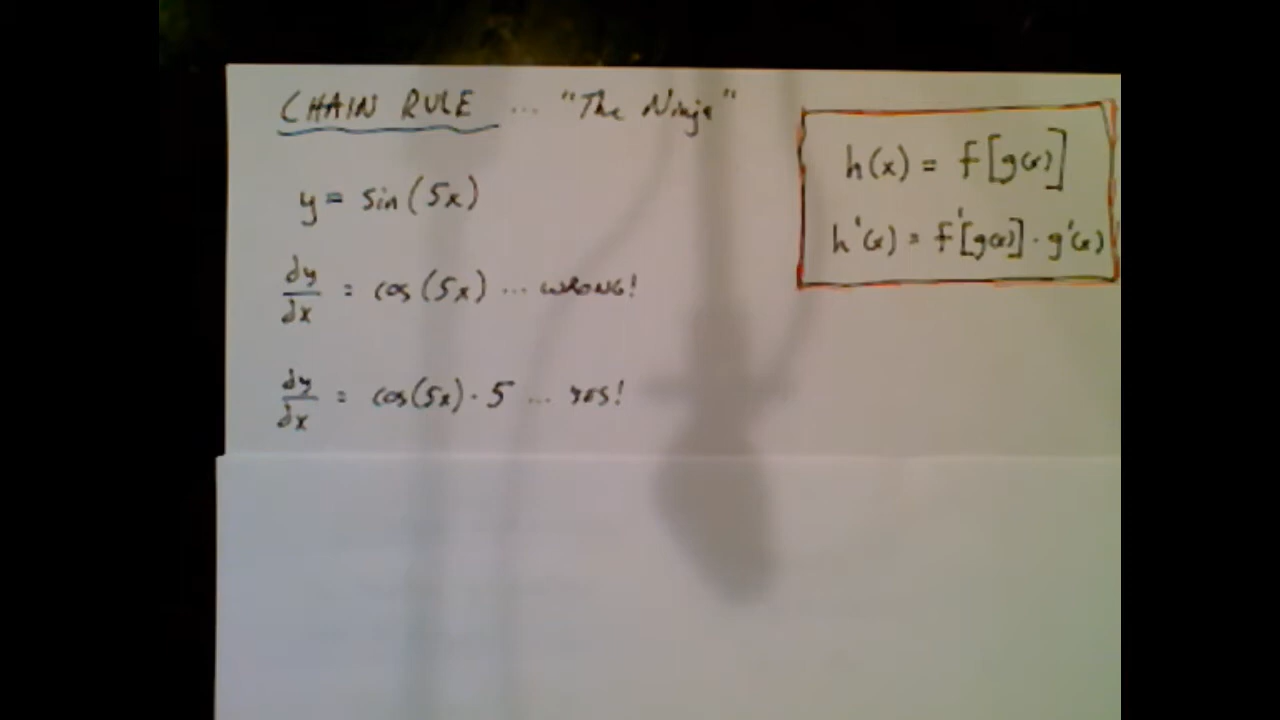 CHAIN RULE ... "The Ninja"
y = sin(5x)
dy/dx = cos(5x) ... WRONG!
dy/dx = cos(5x) · 5 ... YES!
h(x) = f[g(x)]
h'(x) = f'[g(x)] · g'(x)